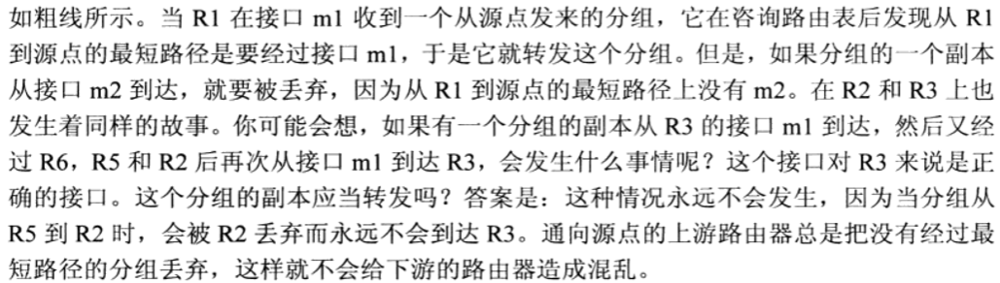 如粗线所示。当 R1 在接口 m1 收到一个从源点发来的分组，它在咨询路由表后发现从 R1
到源点的最短路径是要经过接口 m1，于是它就转发这个分组。但是，如果分组的一个副本
从接口 m2 到达，就要被丢弃，因为从 R1 到源点的最短路径上没有 m2。在 R2 和 R3 上也
发生着同样的故事。你可能会想，如果有一个分组的副本从 R3 的接口 m1 到达，然后又经
过 R6，R5 和 R2 后再次从接口 m1 到达 R3，会发生什么事情呢？这个接口对 R3 来说是正
确的接口。这个分组的副本应当转发吗？答案是：这种情况永远不会发生，因为当分组从
R5 到 R2 时，会被 R2 丢弃而永远不会到达 R3。通向源点的上游路由器总是把没有经过最
短路径的分组丢弃，这样就不会给下游的路由器造成混乱。